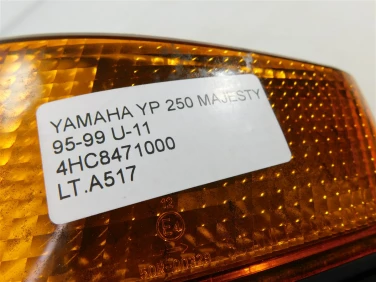 YAMAHA YP 250 MAJESTY
95-99 U-11
4HC8471000
LT.A517